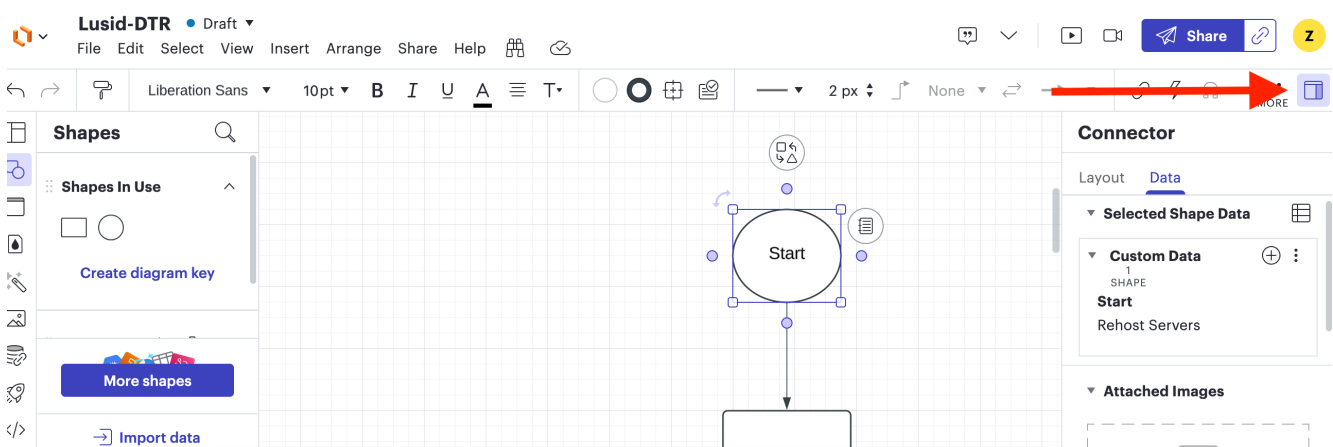 Lusid-DTR Draft
File Edit Select View Insert Arrange Share Help
Share
Z
Liberation Sans 10pt B I U A T 2 px None
MORE
Shapes
Shapes In Use
Create diagram key
More shapes
Import data
Start
Connector
Layout Data
Selected Shape Data
Custom Data
1
SHAPE
Start
Rehost Servers
Attached Images